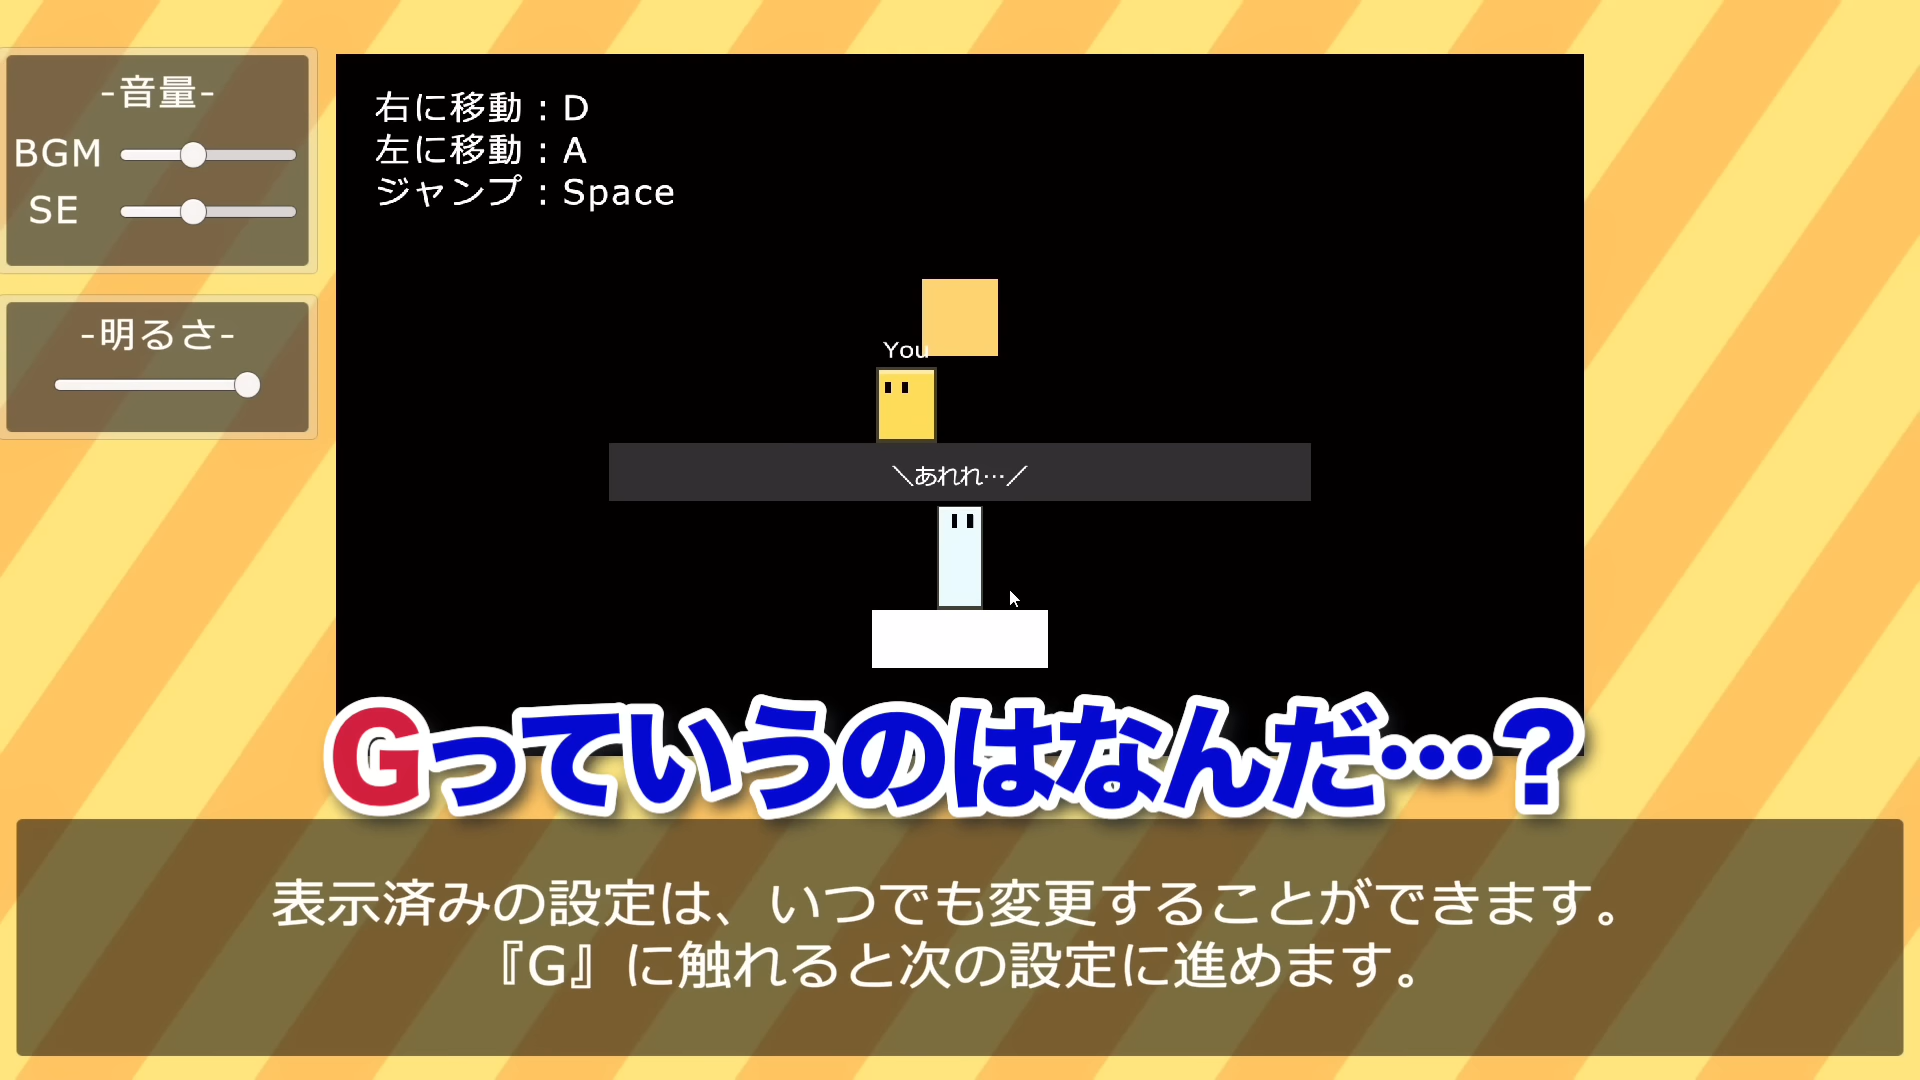 -音量-
BGM
SE
-明るさ-
右に移動：D
左に移動：A
ジャンプ：Space
You
＼あれれ…／
Gっていうのはなんだ…？
表示済みの設定は、いつでも変更することができます。
『G』に触れると次の設定に進めます。